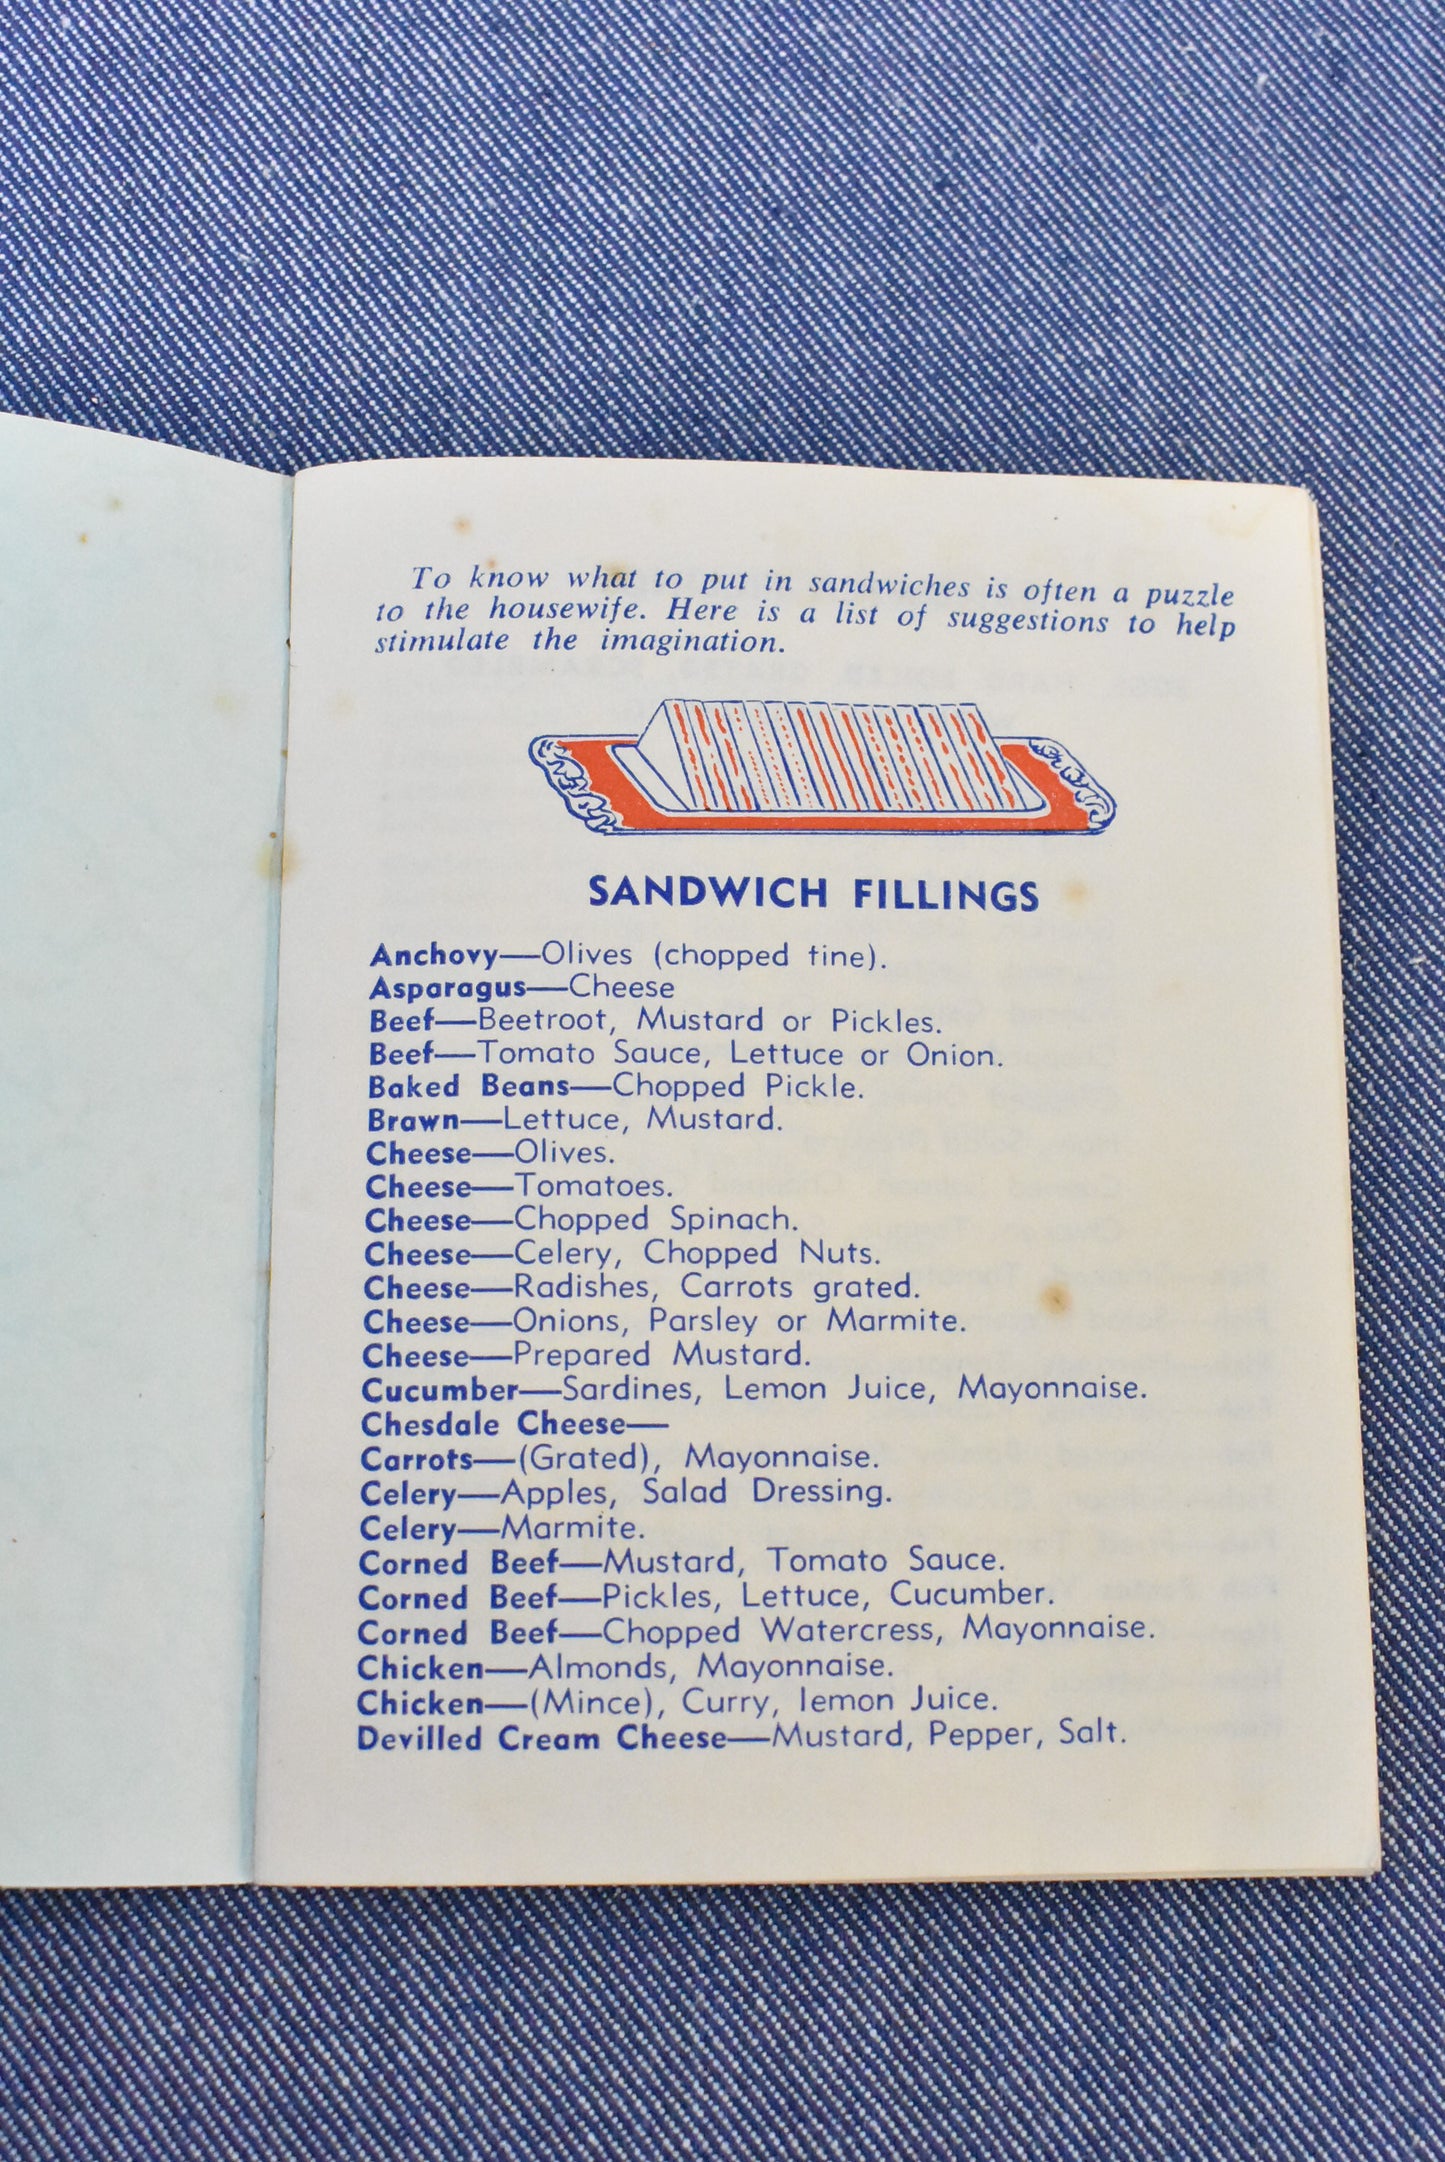 To know what to put in sandwiches is often a puzzle
to the housewife. Here is a list of suggestions to help
stimulate the imagination.
SANDWICH FILLINGS
Anchovy—Olives (chopped fine).
Asparagus—Cheese
Beef—Beetroot, Mustard or Pickles.
Beef—Tomato Sauce, Lettuce or Onion.
Baked Beans—Chopped Pickle.
Brawn—Lettuce, Mustard.
Cheese—Olives.
Cheese—Tomatoes.
Cheese—Chopped Spinach.
Cheese—Celery, Chopped Nuts.
Cheese—Radishes, Carrots grated.
Cheese—Onions, Parsley or Marmite.
Cheese—Prepared Mustard.
Cucumber—Sardines, Lemon Juice, Mayonnaise.
Chesdale Cheese—
Carrots—(Grated), Mayonnaise.
Celery—Apples, Salad Dressing.
Celery—Marmite.
Corned Beef—Mustard, Tomato Sauce.
Corned Beef—Pickles, Lettuce, Cucumber.
Corned Beef—Chopped Watercress, Mayonnaise.
Chicken—Almonds, Mayonnaise.
Chicken—(Mince), Curry, lemon Juice.
Devilled Cream Cheese—Mustard, Pepper, Salt.